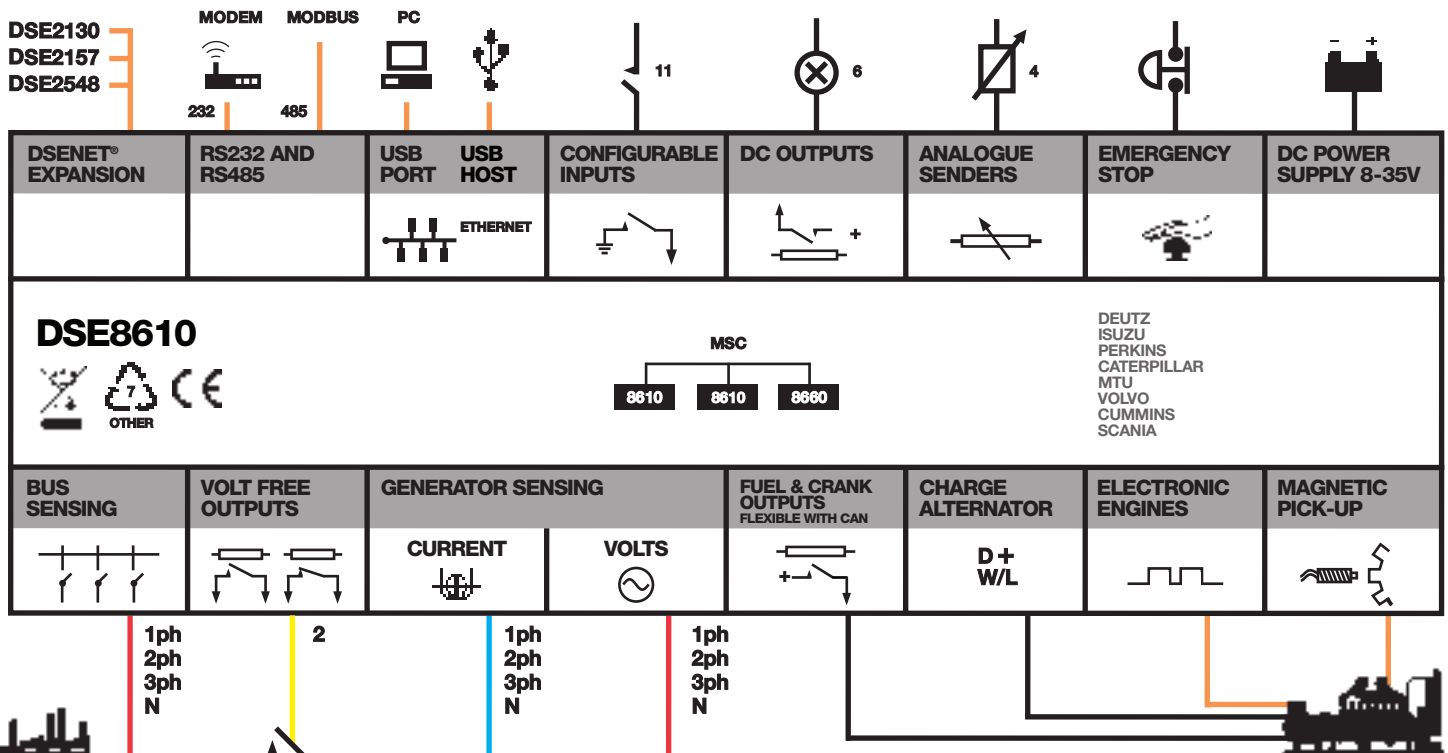 DSE2130
DSE2157
DSE2548
MODEM
MODBUS
PC
232
485
11
6
4
- +
DSENET®
EXPANSION
RS232 AND
RS485
USB
PORT
USB
HOST
ETHERNET
CONFIGURABLE
INPUTS
DC OUTPUTS
+
ANALOGUE
SENDERS
EMERGENCY
STOP
DC POWER
SUPPLY 8-35V
DSE8610
7
OTHER
CE
MSC
8610
8610
8660
DEUTZ
ISUZU
PERKINS
CATERPILLAR
MTU
VOLVO
CUMMINS
SCANIA
BUS
SENSING
VOLT FREE
OUTPUTS
GENERATOR SENSING
CURRENT
VOLTS
FUEL & CRANK
OUTPUTS
FLEXIBLE WITH CAN
+
CHARGE
ALTERNATOR
D+
W/L
ELECTRONIC
ENGINES
MAGNETIC
PICK-UP
1ph
2ph
3ph
N
2
1ph
2ph
3ph
N
1ph
2ph
3ph
N